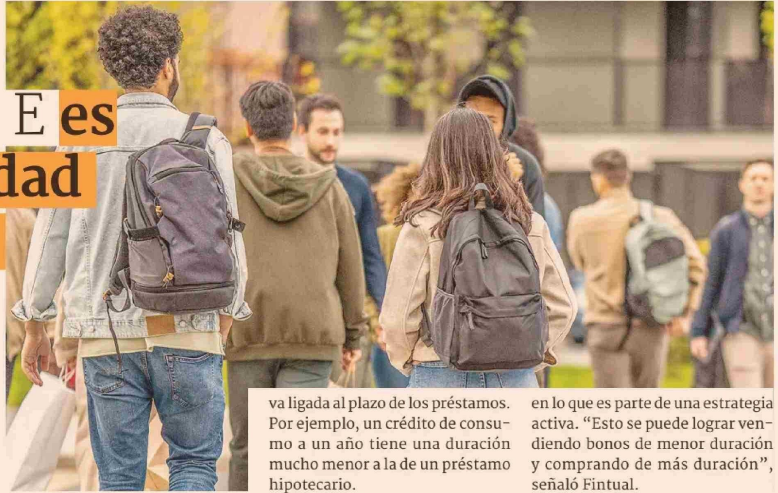 E es
dad
va ligada al plazo de los préstamos.
Por ejemplo, un crédito de consu-
mo a un año tiene una duración
mucho menor a la de un préstamo
hipotecario.
en lo que es parte de una estrategia
activa. “Esto se puede lograr ven-
diendo bonos de menor duración
y comprando de más duración”,
señaló Fintual.